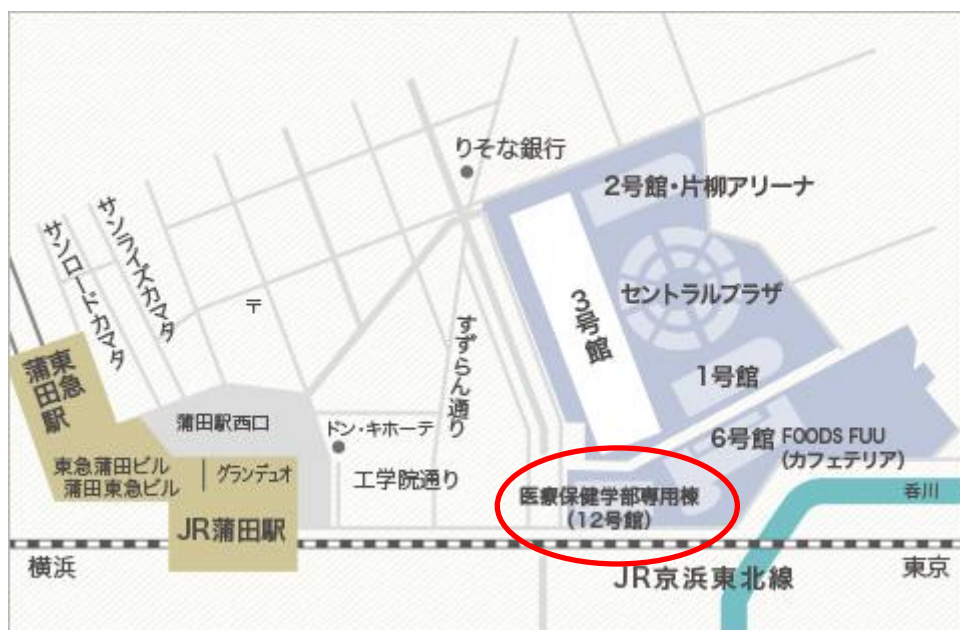 りそな銀行
2号館・片柳アリーナ
サンライズカマタ
サンロードカマタ
セントラルプラザ
3号館
〒
すずらん通り
東急
蒲田駅
1号館
蒲田駅西口
ドン・キホーテ
6号館
FOODS FUU
(カフェテリア)
東急蒲田ビル
蒲田東急ビル
グランデュオ
工学院通り
医療保健学部専用棟
(12号館)
呑川
JR蒲田駅
横浜
JR京浜東北線
東京